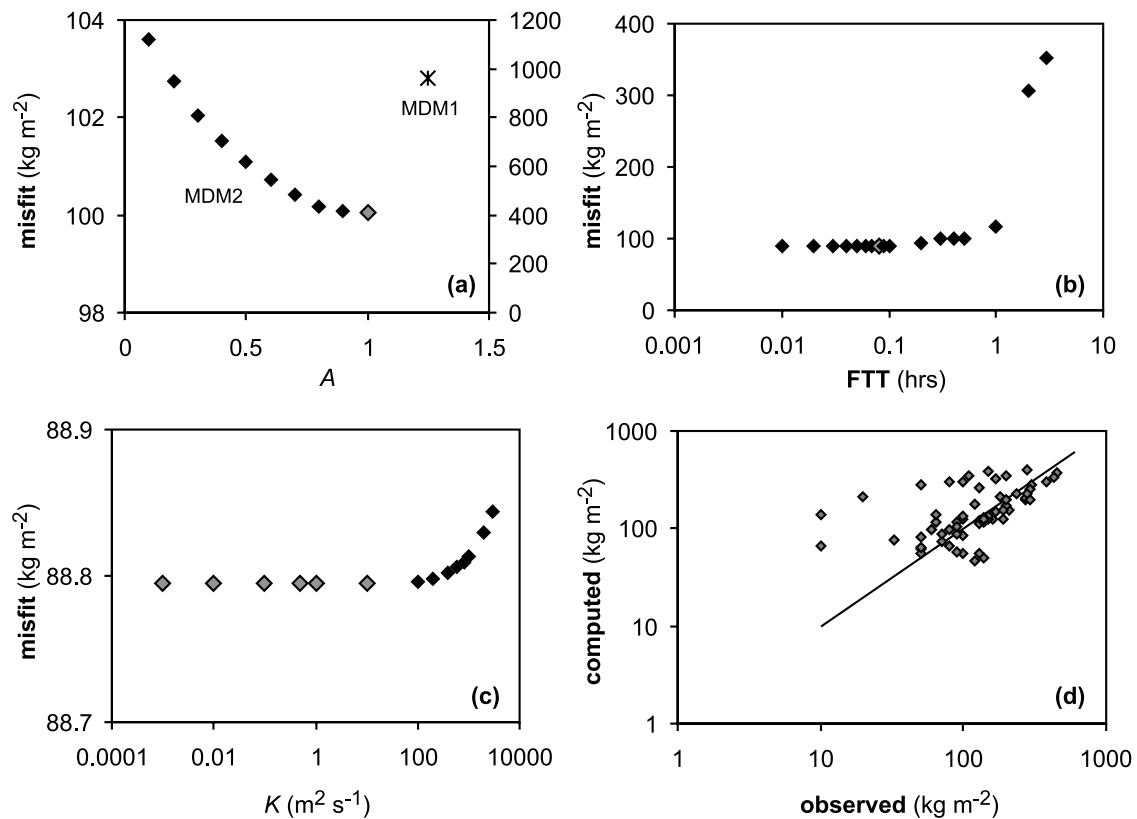 104
102
100
98
misfit (kg m-2)
1200
1000
800
600
400
200
0
MDM1
MDM2
(a)
0
0.5
1
1.5
A
400
300
200
100
0
misfit (kg m-2)
(b)
0.001
0.01
0.1
1
10
FTT (hrs)
88.9
88.8
88.7
misfit (kg m-2)
(c)
0.0001
0.01
1
100
10000
K (m2 s-1)
1000
100
10
1
computed (kg m-2)
(d)
1
10
100
1000
observed (kg m-2)